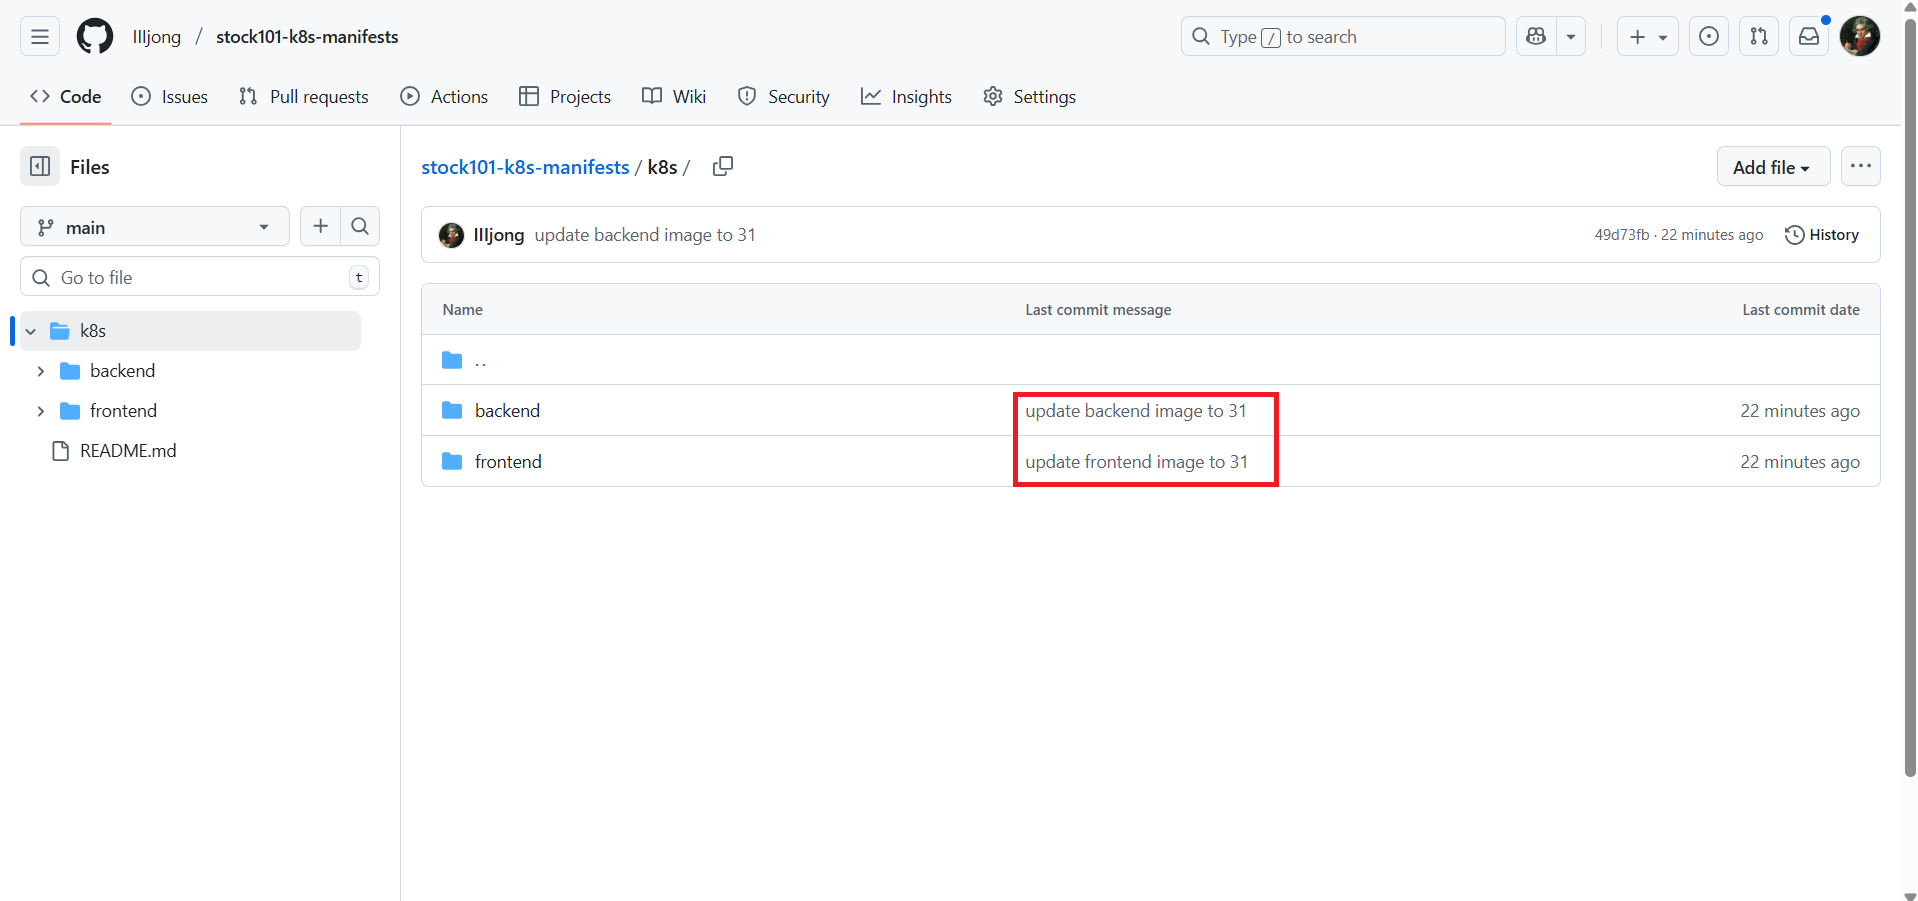 IIIjong / stock101-k8s-manifests
Type / to search
Code
Issues
Pull requests
Actions
Projects
Wiki
Security
Insights
Settings
Files
main
Go to file
t
k8s
backend
frontend
README.md
stock101-k8s-manifests / k8s /
Add file
IIIjong update backend image to 31
49d73fb · 22 minutes ago
History
Name Last commit message Last commit date
..
backend update backend image to 31 22 minutes ago
frontend update frontend image to 31 22 minutes ago